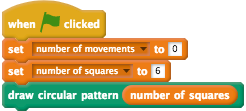 when clicked
set number of movements to 0
set number of squares to 6
draw circular pattern number of squares